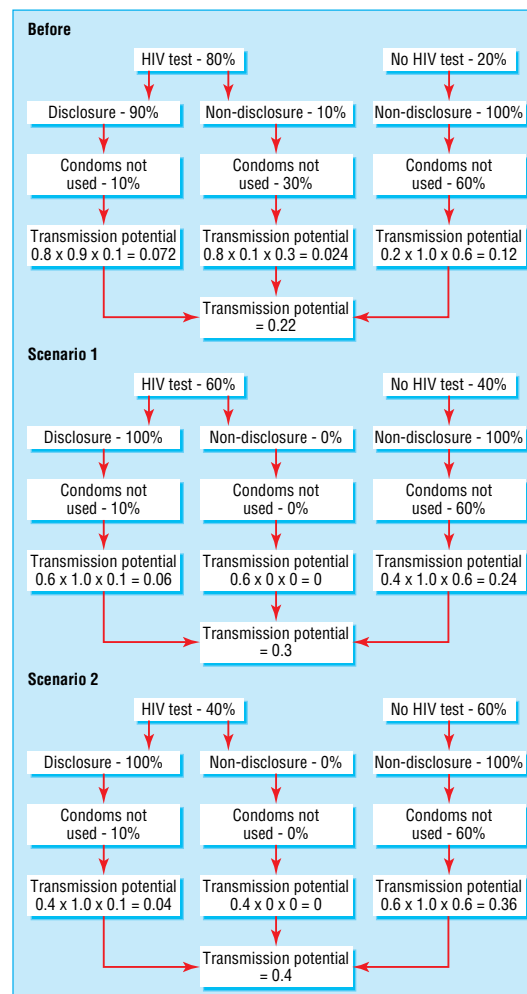 Before
HIV test - 80%
No HIV test - 20%
Disclosure - 90%
Non-disclosure - 10%
Non-disclosure - 100%
Condoms not
used - 10%
Condoms not
used - 30%
Condoms not
used - 60%
Transmission potential
0.8 x 0.9 x 0.1 = 0.072
Transmission potential
0.8 x 0.1 x 0.3 = 0.024
Transmission potential
0.2 x 1.0 x 0.6 = 0.12
Transmission potential
= 0.22
Scenario 1
HIV test - 60%
No HIV test - 40%
Disclosure - 100%
Non-disclosure - 0%
Non-disclosure - 100%
Condoms not
used - 10%
Condoms not
used - 0%
Condoms not
used - 60%
Transmission potential
0.6 x 1.0 x 0.1 = 0.06
Transmission potential
0.6 x 0 x 0 = 0
Transmission potential
0.4 x 1.0 x 0.6 = 0.24
Transmission potential
= 0.3
Scenario 2
HIV test - 40%
No HIV test - 60%
Disclosure - 100%
Non-disclosure - 0%
Non-disclosure - 100%
Condoms not
used - 10%
Condoms not
used - 0%
Condoms not
used - 60%
Transmission potential
0.4 x 1.0 x 0.1 = 0.04
Transmission potential
0.4 x 0 x 0 = 0
Transmission potential
0.6 x 1.0 x 0.6 = 0.36
Transmission potential
= 0.4